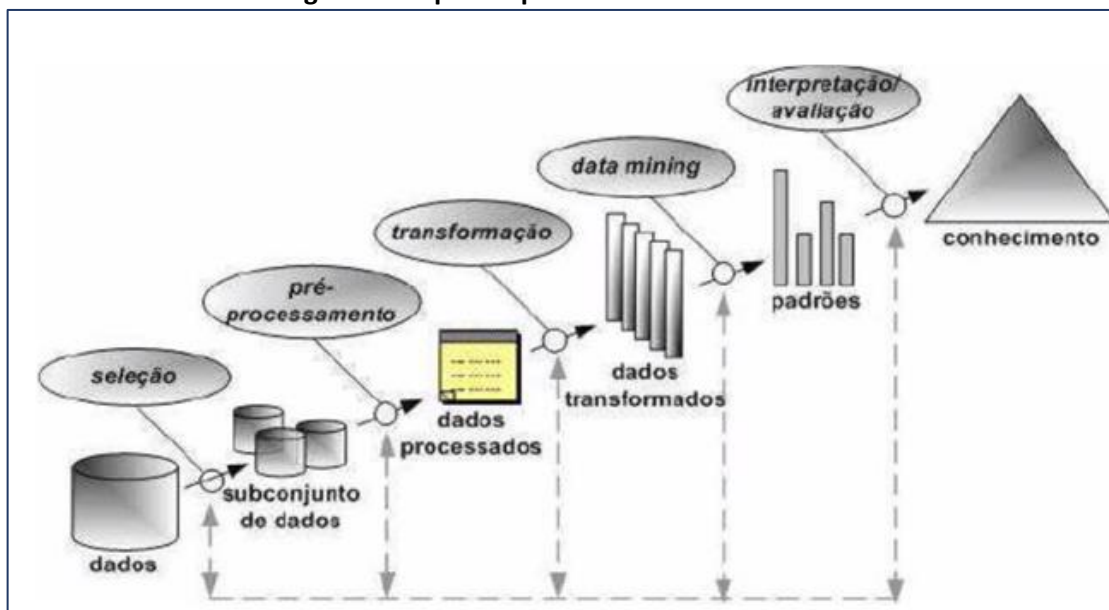 seleção
pré-
processamento
transformação
data mining
interpretação/
avaliação
dados
subconjunto
de dados
dados
processados
dados
transformados
padrões
conhecimento